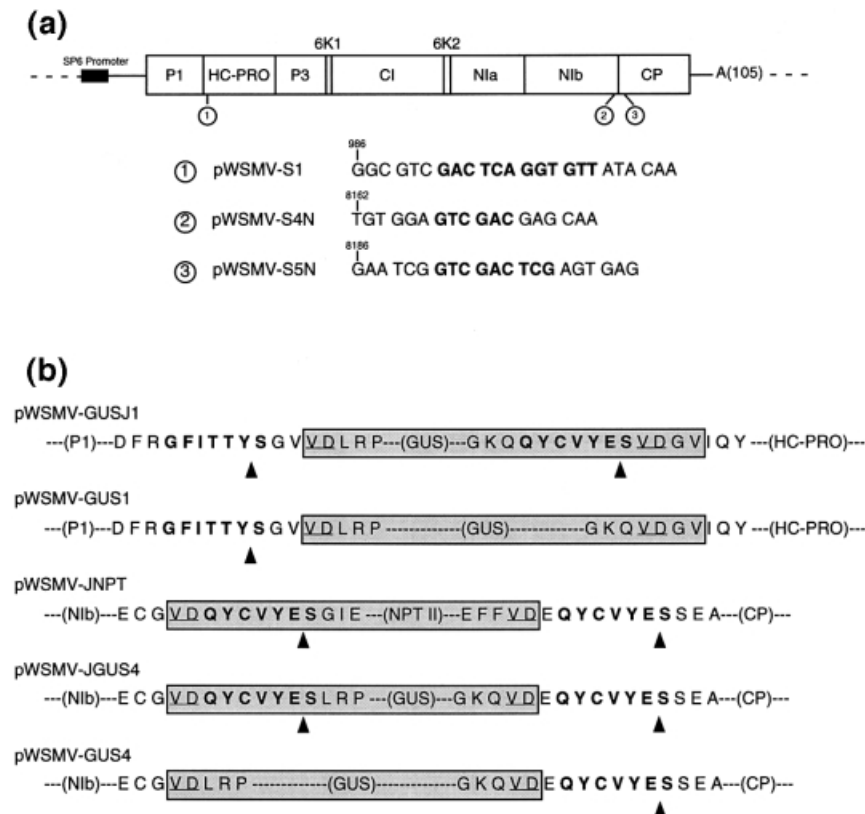 (a)
6K1 6K2
SP6 Promoter
P1 HC-PRO P3 CI NIa NIb CP A(105)
1 2 3
986
① pWSMV-S1 GGC GTC GAC TCA GGT GTT ATA CAA
8162
② pWSMV-S4N TGT GGA GTC GAC GAG CAA
8186
③ pWSMV-S5N GAA TCG GTC GAC TCG AGT GAG
(b)
pWSMV-GUSJ1
---(P1)---D F R G F I T T Y S G V V D L R P---(GUS)---G K Q Q Y C V Y E S V D G V I Q Y ---(HC-PRO)---
pWSMV-GUS1
---(P1)---D F R G F I T T Y S G V V D L R P -------------(GUS)------------ G K Q V D G V I Q Y ---(HC-PRO)---
pWSMV-JNPT
---(NIb)---E C G V D Q Y C V Y E S G I E ---(NPT II)---E F F V D E Q Y C V Y E S S E A---(CP)---
pWSMV-JGUS4
---(NIb)---E C G V D Q Y C V Y E S L R P ---(GUS)---G K Q V D E Q Y C V Y E S S E A---(CP)---
pWSMV-GUS4
---(NIb)---E C G V D L R P ------------(GUS)------------ G K Q V D E Q Y C V Y E S S E A---(CP)---